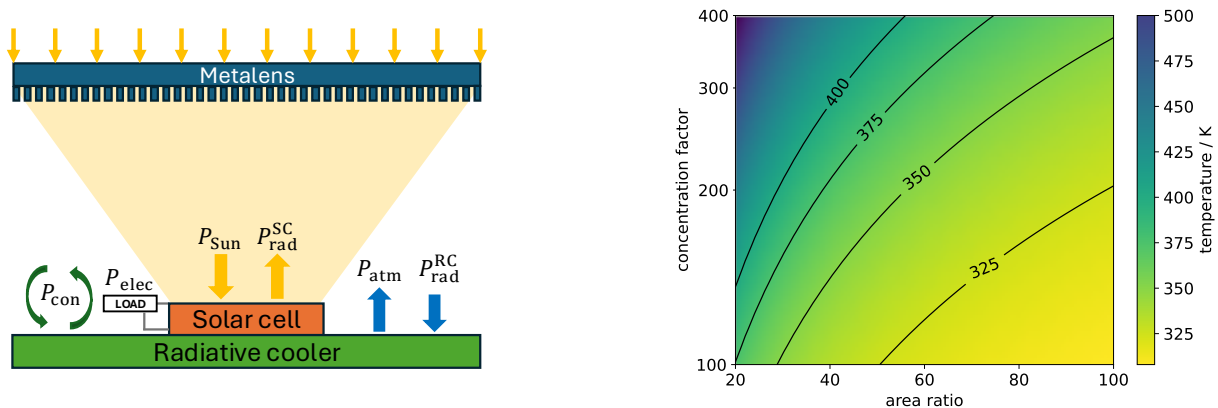 Metalens
P_Sun
P_rad^SC
P_con
P_elec
LOAD
P_atm
P_rad^RC
Solar cell
Radiative cooler
400
300
200
100
concentration factor
400
375
350
325
20
40
60
80
100
area ratio
500
475
450
425
400
375
350
325
temperature / K